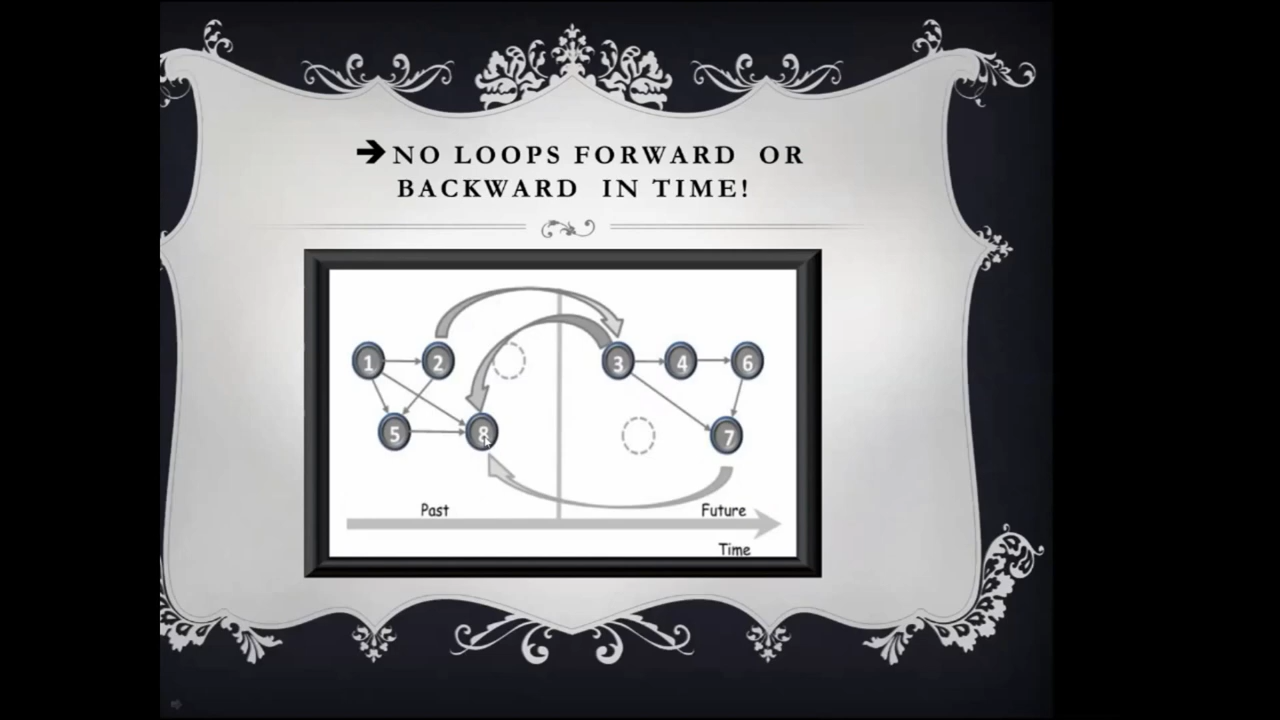 ➔NO LOOPS FORWARD OR
BACKWARD IN TIME!
1 2 3 4 6
5 8 7
Past Future
Time